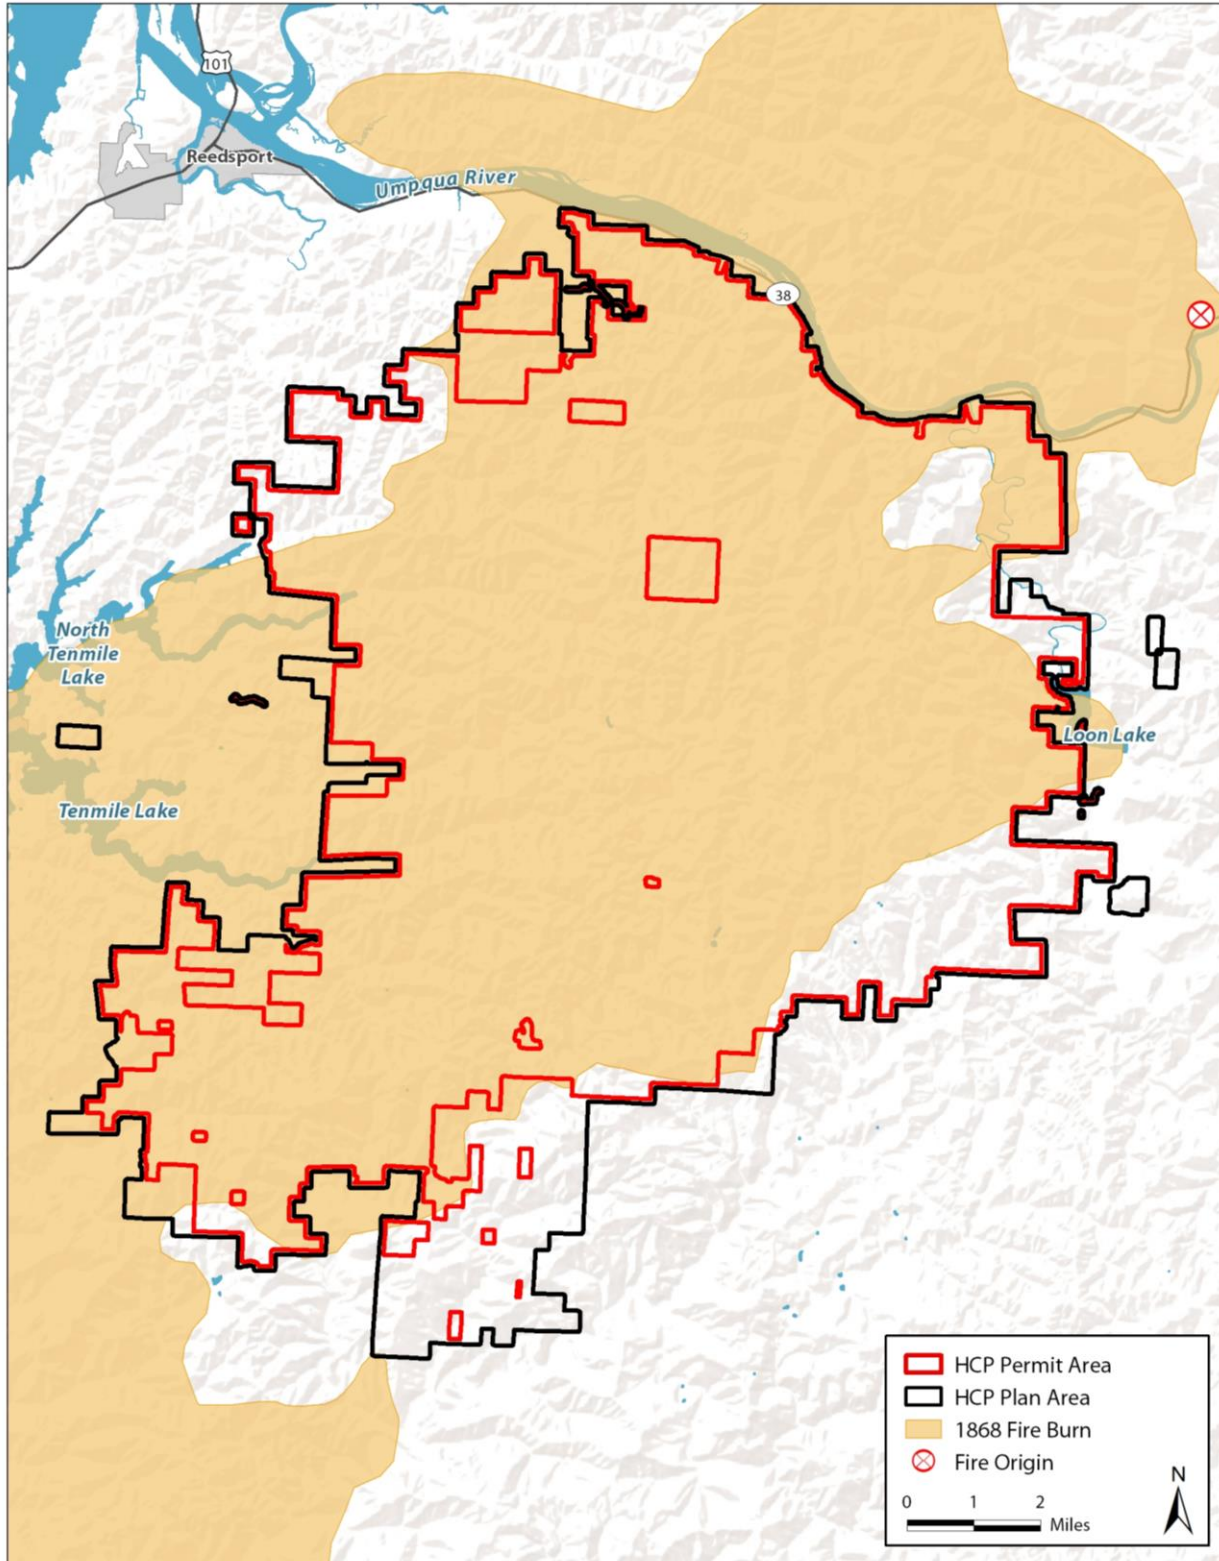 101
Reedsport
Umpqua River
38
North
Tenmile
Lake
Loon Lake
Tenmile Lake
HCP Permit Area
HCP Plan Area
1868 Fire Burn
Fire Origin
N
0 1 2
Miles